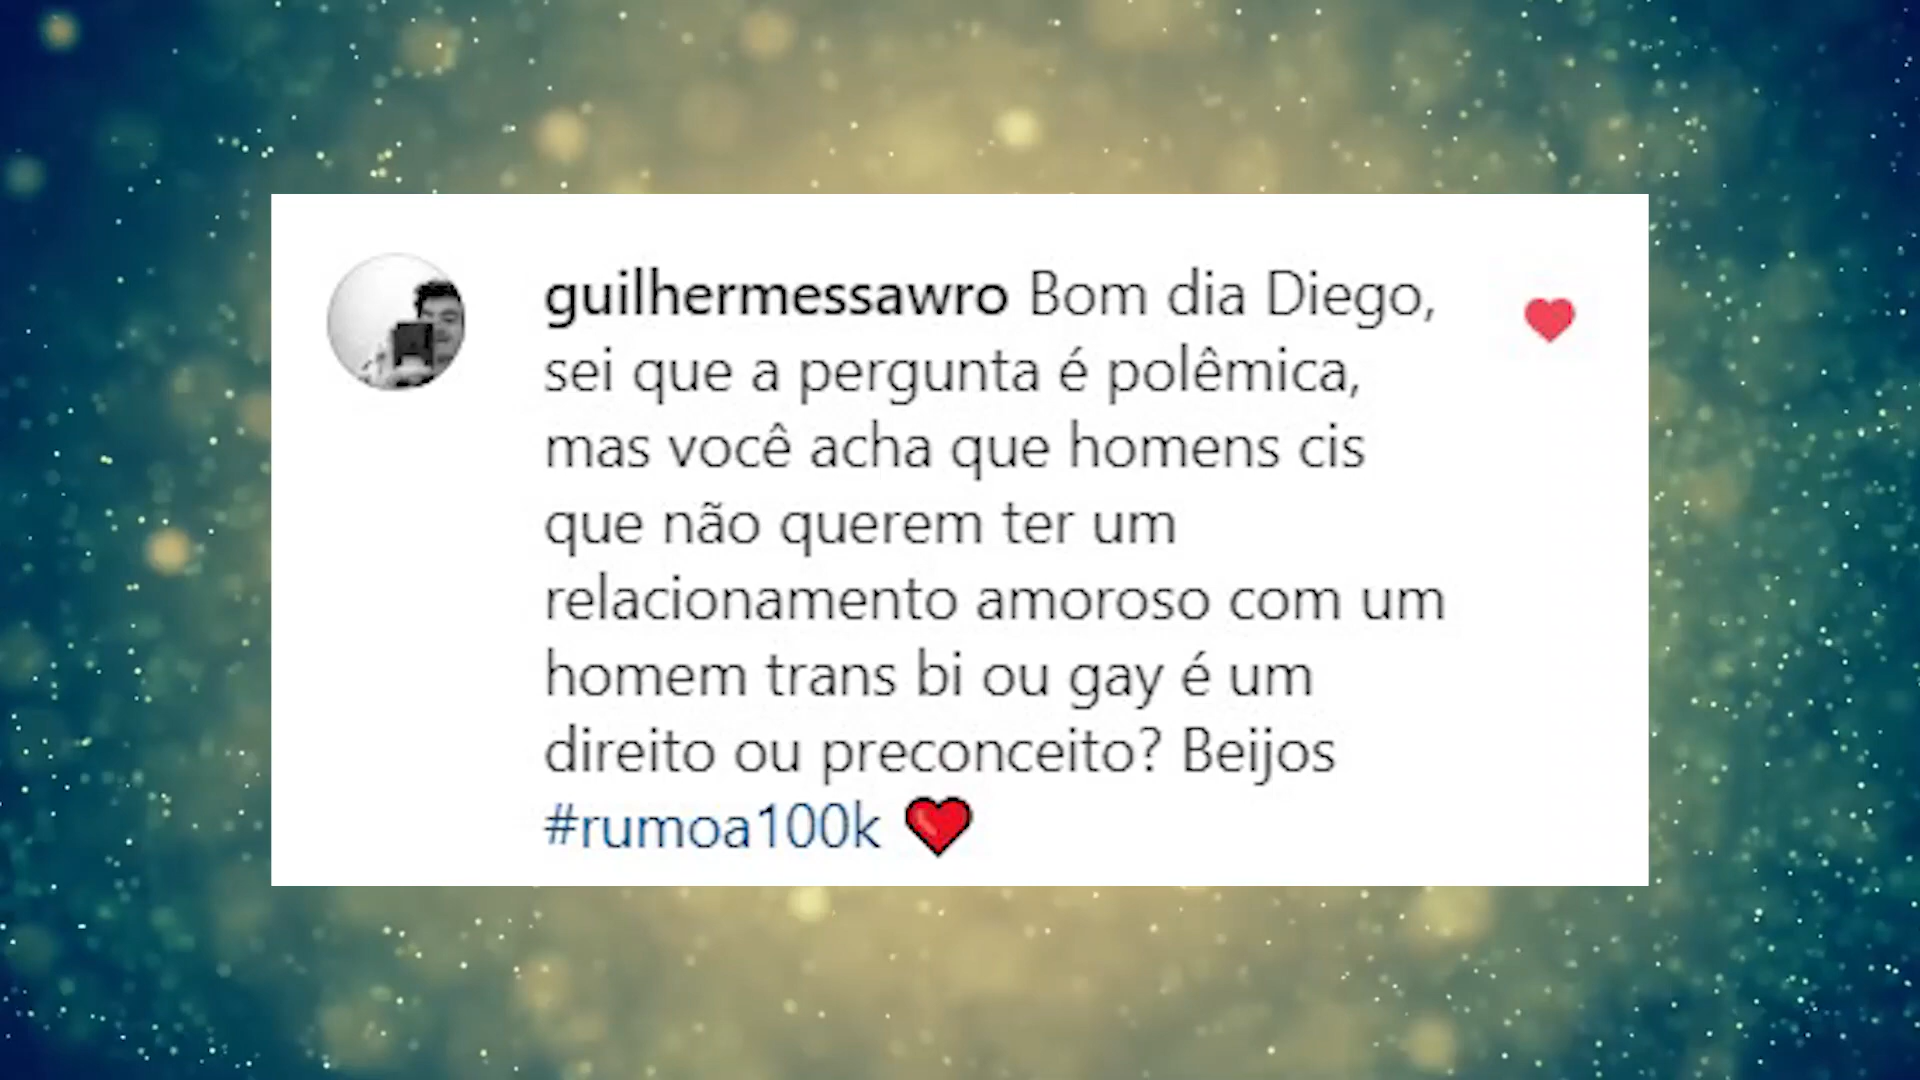 guilhermessawro Bom dia Diego,
sei que a pergunta é polêmica,
mas você acha que homens cis
que não querem ter um
relacionamento amoroso com um
homem trans bi ou gay é um
direito ou preconceito? Beijos
#rumoa100k ❤️